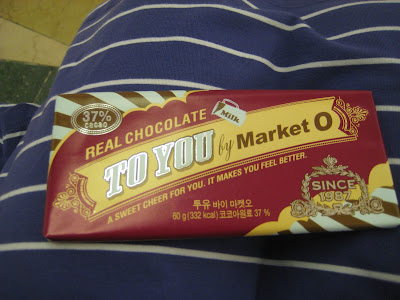 37%
cacao
REAL CHOCOLATE
Milk
TO YOU by Market O
A SWEET CHEER FOR YOU. IT MAKES YOU FEEL BETTER.
투유 바이 마켓오
60 g (332 kcal) 코코아원료 37 %
SINCE
1987